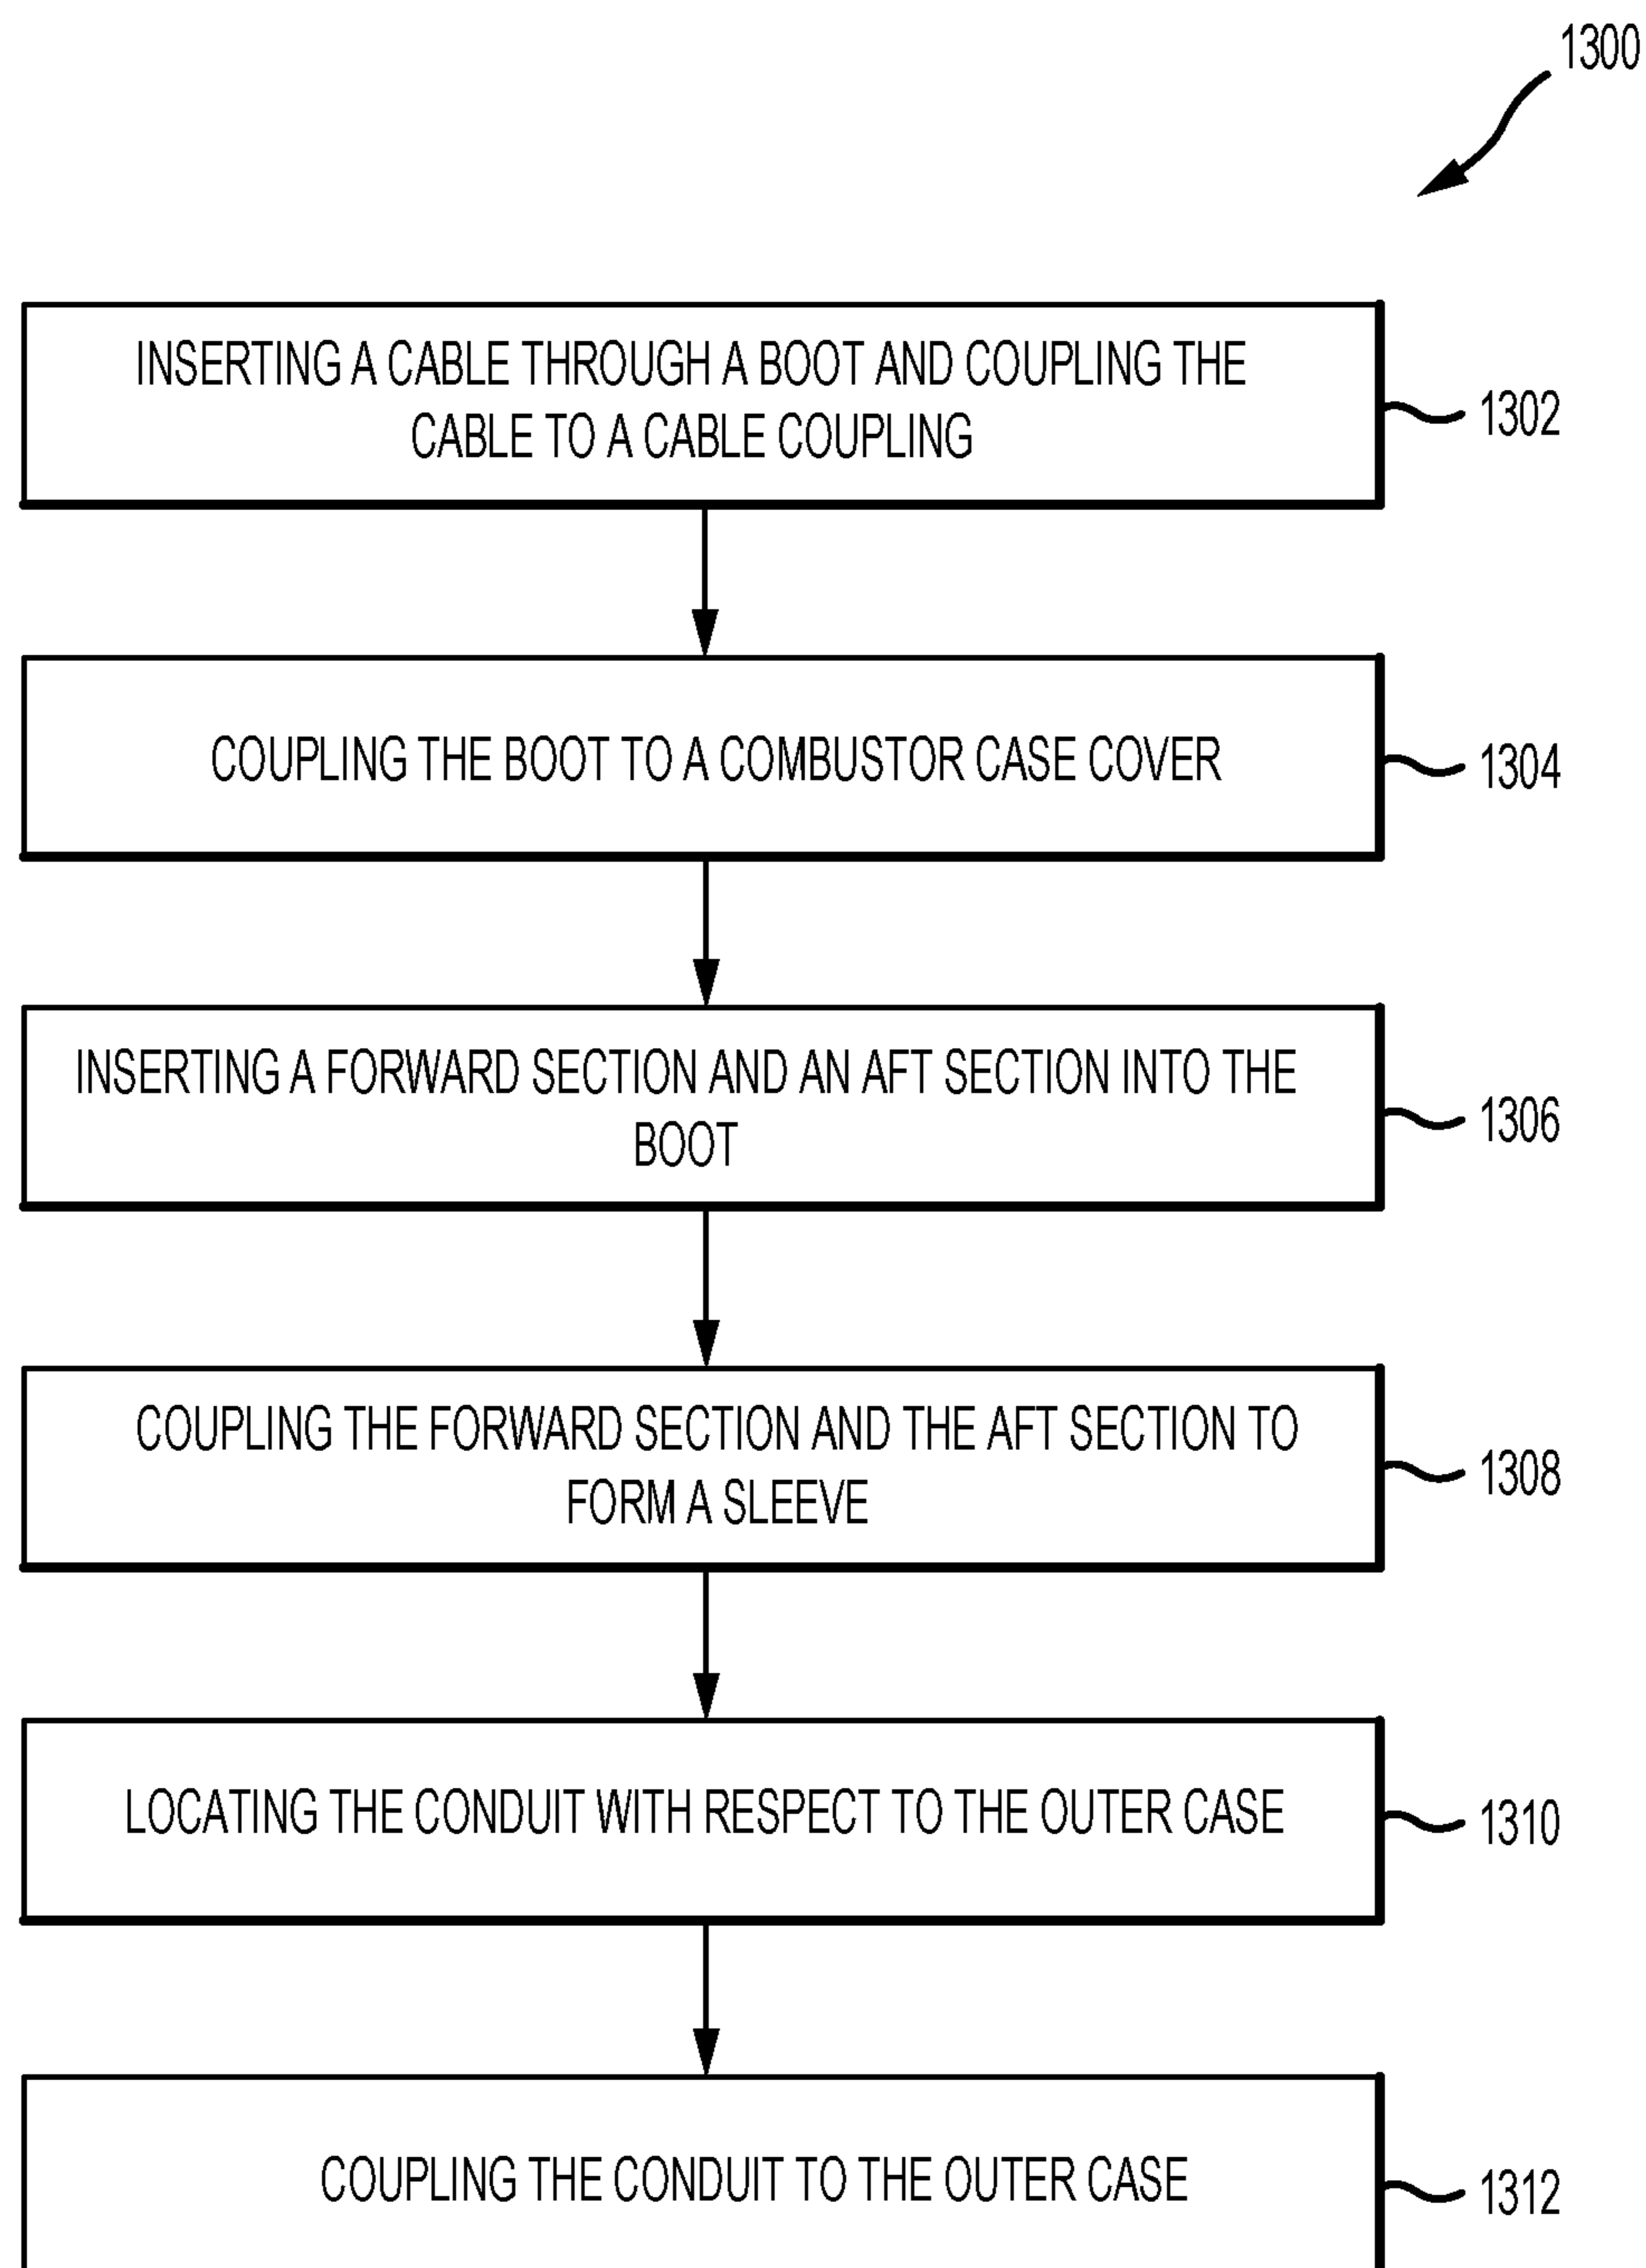 1300
INSERTING A CABLE THROUGH A BOOT AND COUPLING THE
CABLE TO A CABLE COUPLING
1302
COUPLING THE BOOT TO A COMBUSTOR CASE COVER
1304
INSERTING A FORWARD SECTION AND AN AFT SECTION INTO THE
BOOT
1306
COUPLING THE FORWARD SECTION AND THE AFT SECTION TO
FORM A SLEEVE
1308
LOCATING THE CONDUIT WITH RESPECT TO THE OUTER CASE
1310
COUPLING THE CONDUIT TO THE OUTER CASE
1312